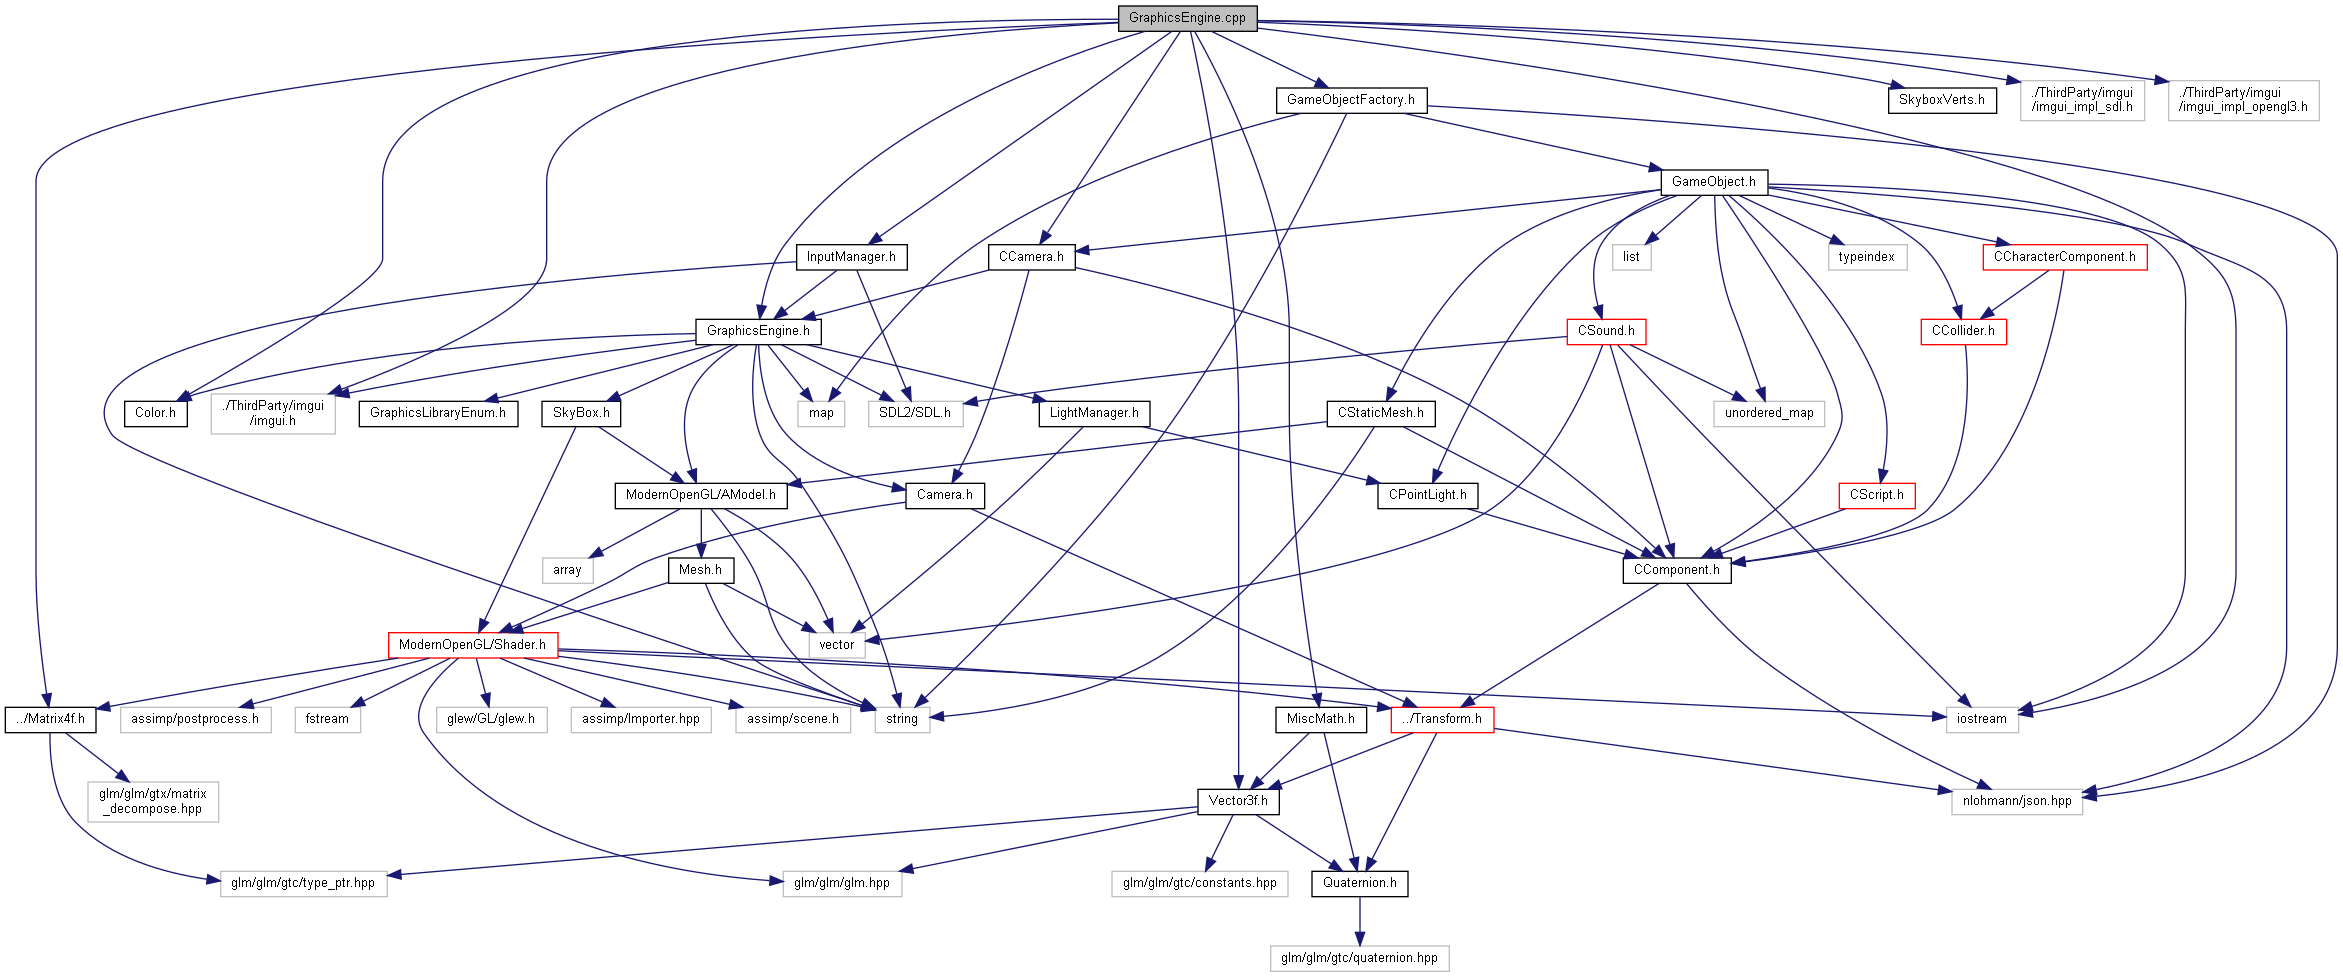 GraphicsEngine.cpp
GameObjectFactory.h
SkyboxVerts.h
./ThirdParty/imgui
/imgui_impl_sdl.h
./ThirdParty/imgui
/imgui_impl_opengl3.h
GameObject.h
InputManager.h
CCamera.h
list
typeindex
CCharacterComponent.h
GraphicsEngine.h
CSound.h
CCollider.h
Color.h
./ThirdParty/imgui
/imgui.h
GraphicsLibraryEnum.h
SkyBox.h
map
SDL2/SDL.h
LightManager.h
CStaticMesh.h
unordered_map
ModernOpenGL/AModel.h
Camera.h
CPointLight.h
CScript.h
array
Mesh.h
CComponent.h
ModernOpenGL/Shader.h
vector
../Matrix4f.h
assimp/postprocess.h
fstream
glew/GL/glew.h
assimp/Importer.hpp
assimp/scene.h
string
MiscMath.h
../Transform.h
iostream
glm/glm/gtx/matrix
_decompose.hpp
Vector3f.h
nlohmann/json.hpp
glm/glm/gtc/type_ptr.hpp
glm/glm/glm.hpp
glm/glm/gtc/constants.hpp
Quaternion.h
glm/glm/gtc/quaternion.hpp